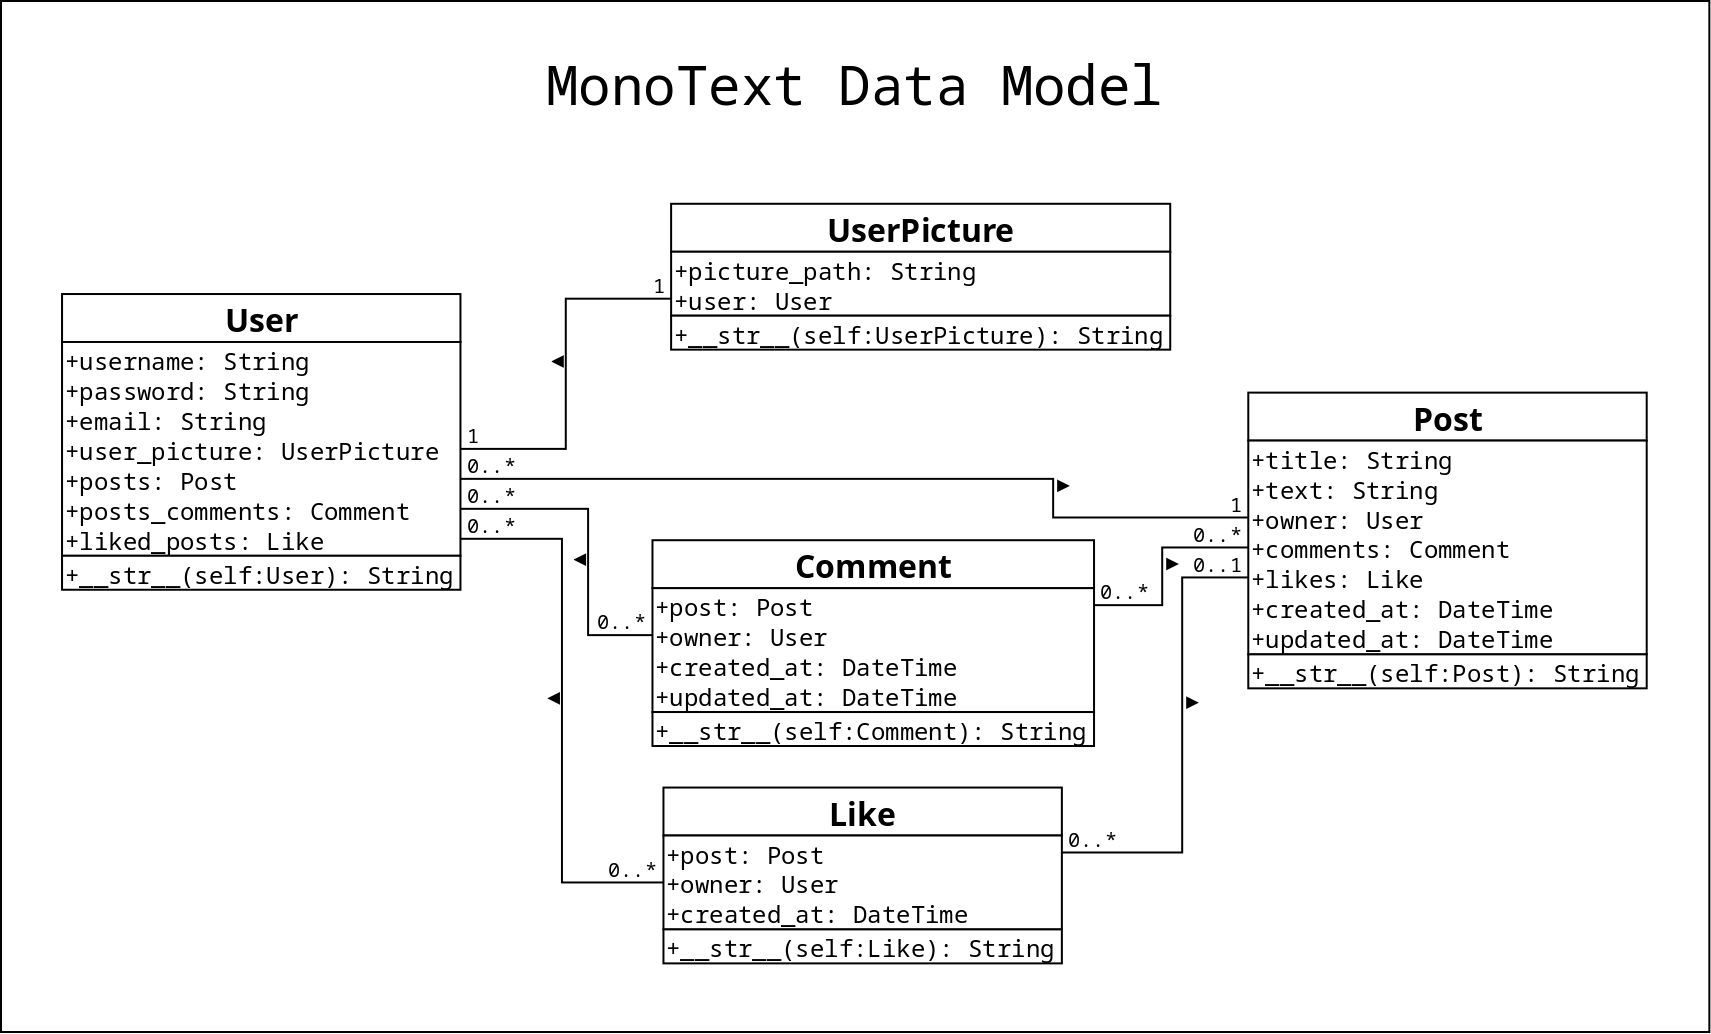 MonoText Data Model
UserPicture
+picture_path: String
+user: User
+__str__(self:UserPicture): String
1
User
+username: String
+password: String
+email: String
+user_picture: UserPicture
+posts: Post
+posts_comments: Comment
+liked_posts: Like
+__str__(self:User): String
1
0..*
0..*
0..*
Post
+title: String
+text: String
+owner: User
+comments: Comment
+likes: Like
+created_at: DateTime
+updated_at: DateTime
+__str__(self:Post): String
1
0..*
0..1
Comment
+post: Post
+owner: User
+created_at: DateTime
+updated_at: DateTime
+__str__(self:Comment): String
0..*
0..*
Like
+post: Post
+owner: User
+created_at: DateTime
+__str__(self:Like): String
0..*
0..*